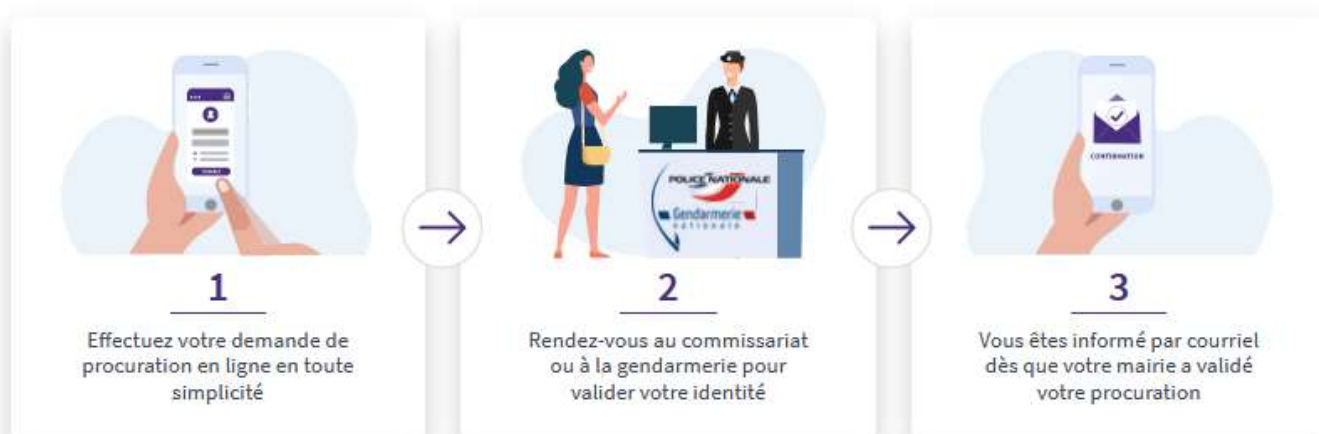 1
Effectuez votre demande de
procuration en ligne en toute
simplicité
POLICE NATIONALE
Gendarmerie
nationale
2
Rendez-vous au commissariat
ou à la gendarmerie pour
valider votre identité
CONFIRMATION
3
Vous êtes informé par courriel
dès que votre mairie a validé
votre procuration